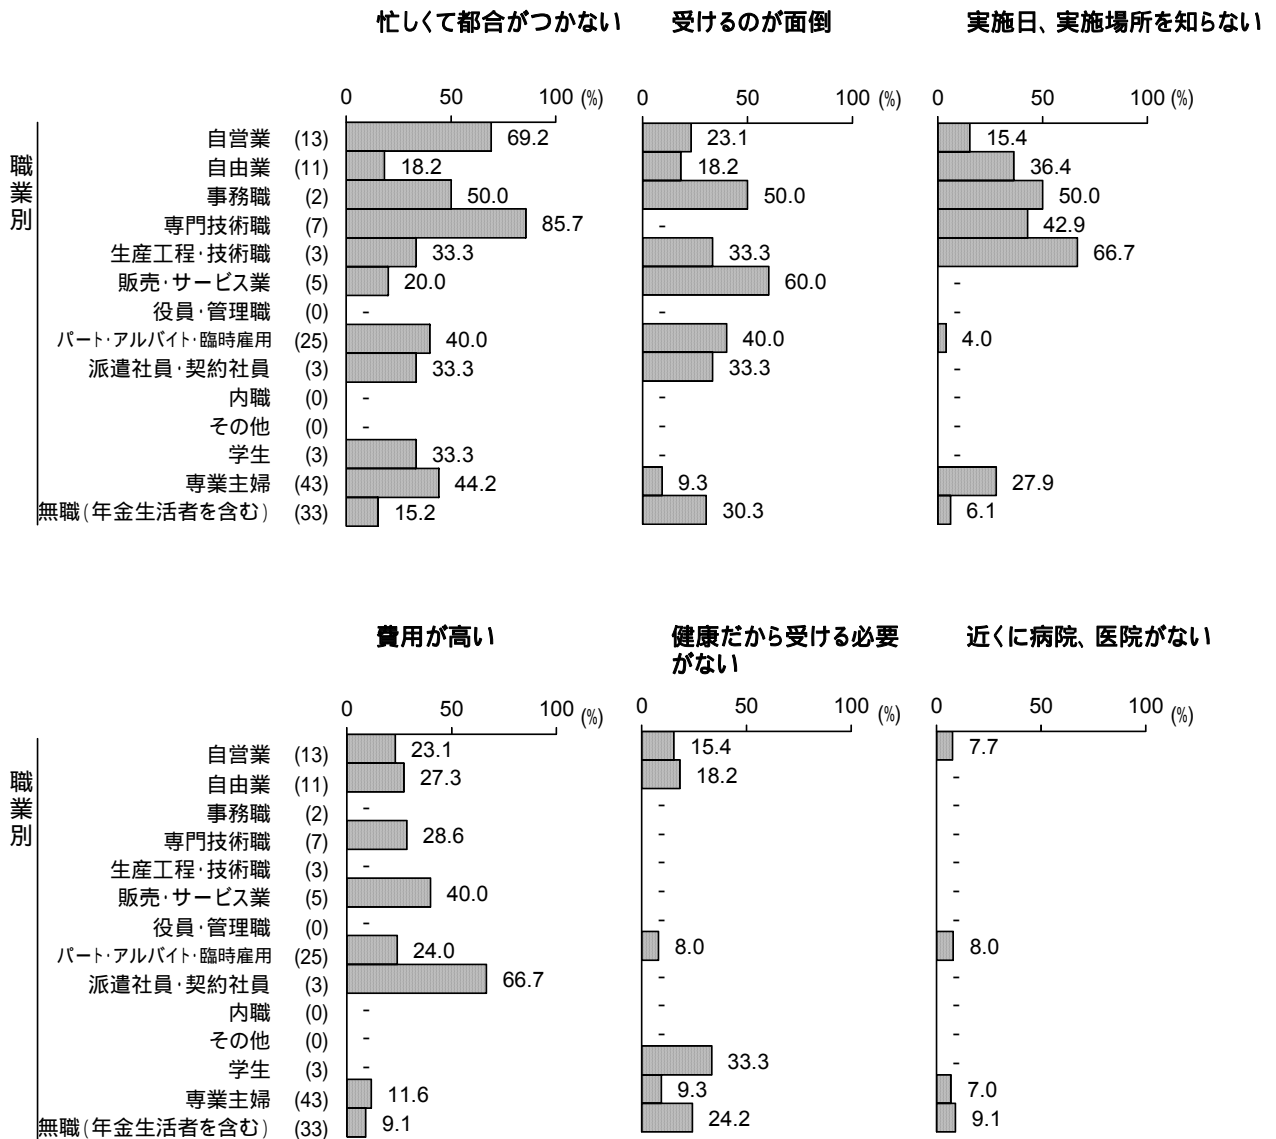 忙しくて都合がつかない 受けるのが面倒 実施日、実施場所を知らない
0 50 100 (%) 0 50 100 (%) 0 50 100 (%)
職業別
自営業 (13) 69.2 23.1 15.4
自由業 (11) 18.2 18.2 36.4
事務職 (2) 50.0 50.0 50.0
専門技術職 (7) 85.7 - 42.9
生産工程・技術職 (3) 33.3 33.3 66.7
販売・サービス業 (5) 20.0 60.0 -
役員・管理職 (0) - - -
パート・アルバイト・臨時雇用 (25) 40.0 40.0 4.0
派遣社員・契約社員 (3) 33.3 33.3 -
内職 (0) - - -
その他 (0) - - -
学生 (3) 33.3 - -
専業主婦 (43) 44.2 9.3 27.9
無職(年金生活者を含む) (33) 15.2 30.3 6.1
費用が高い 健康だから受ける必要 近くに病院、医院がない
がない
0 50 100 (%) 0 50 100 (%) 0 50 100 (%)
職業別
自営業 (13) 23.1 15.4 7.7
自由業 (11) 27.3 18.2 -
事務職 (2) - - -
専門技術職 (7) 28.6 - -
生産工程・技術職 (3) - - -
販売・サービス業 (5) 40.0 - -
役員・管理職 (0) - - -
パート・アルバイト・臨時雇用 (25) 24.0 8.0 8.0
派遣社員・契約社員 (3) 66.7 - -
内職 (0) - - -
その他 (0) - - -
学生 (3) - 33.3 -
専業主婦 (43) 11.6 9.3 7.0
無職(年金生活者を含む) (33) 9.1 24.2 9.1